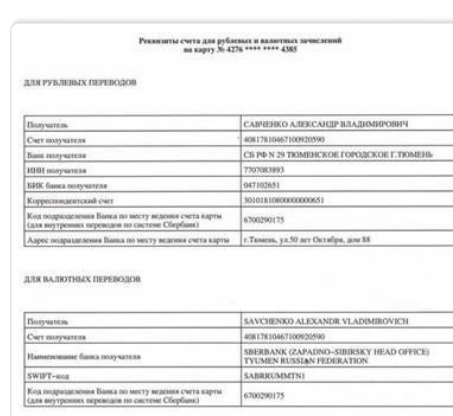 Реквизиты счета для рублевых и валютных зачислений
на карту № 4276 **** **** 4385
ДЛЯ РУБЛЕВЫХ ПЕРЕВОДОВ
Получатель САВЧЕНКО АЛЕКСАНДР ВЛАДИМИРОВИЧ
Счет получателя 40817810467100920590
Банк получателя СБ РФ N 29 ТЮМЕНСКОЕ ГОРОДСКОЕ Г.ТЮМЕНЬ
ИНН получателя 7707083893
БИК банка получателя 047102651
Корреспондентский счет 30101810800000000651
Код подразделения Банка по месту ведения счета карты
(для внутренних переводов по системе Сбербанк) 6700290175
Адрес подразделения Банка по месту ведения счета карты г.Тюмень, ул.50 лет Октября, дом 88
ДЛЯ ВАЛЮТНЫХ ПЕРЕВОДОВ
Получатель SAVCHENKO ALEXANDR VLADIMIROVICH
Счет получателя 40817810467100920590
Наименование банка получателя SBERBANK (ZAPADNO-SIBIRSKY HEAD OFFICE)
TYUMEN RUSSIAN FEDERATION
SWIFT-код SABRRUMMTN1
Код подразделения Банка по месту ведения счета карты
(для внутренних переводов по системе Сбербанк) 6700290175